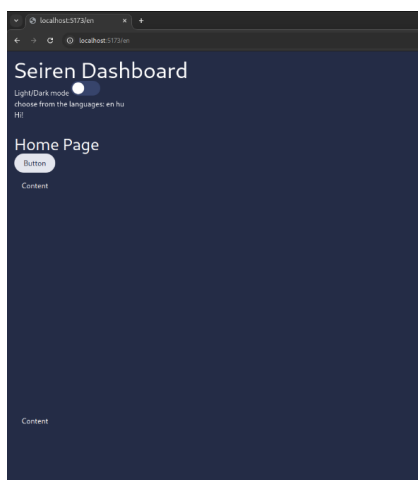 localhost:5173/en
localhost:5173/en
Seiren Dashboard
Light/Dark mode
choose from the languages: en hu
Hi!
Home Page
Button
Content
Content